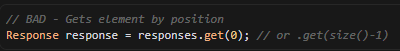 // BAD - Gets element by position
Response response = responses.get(0); // or .get(size()-1)